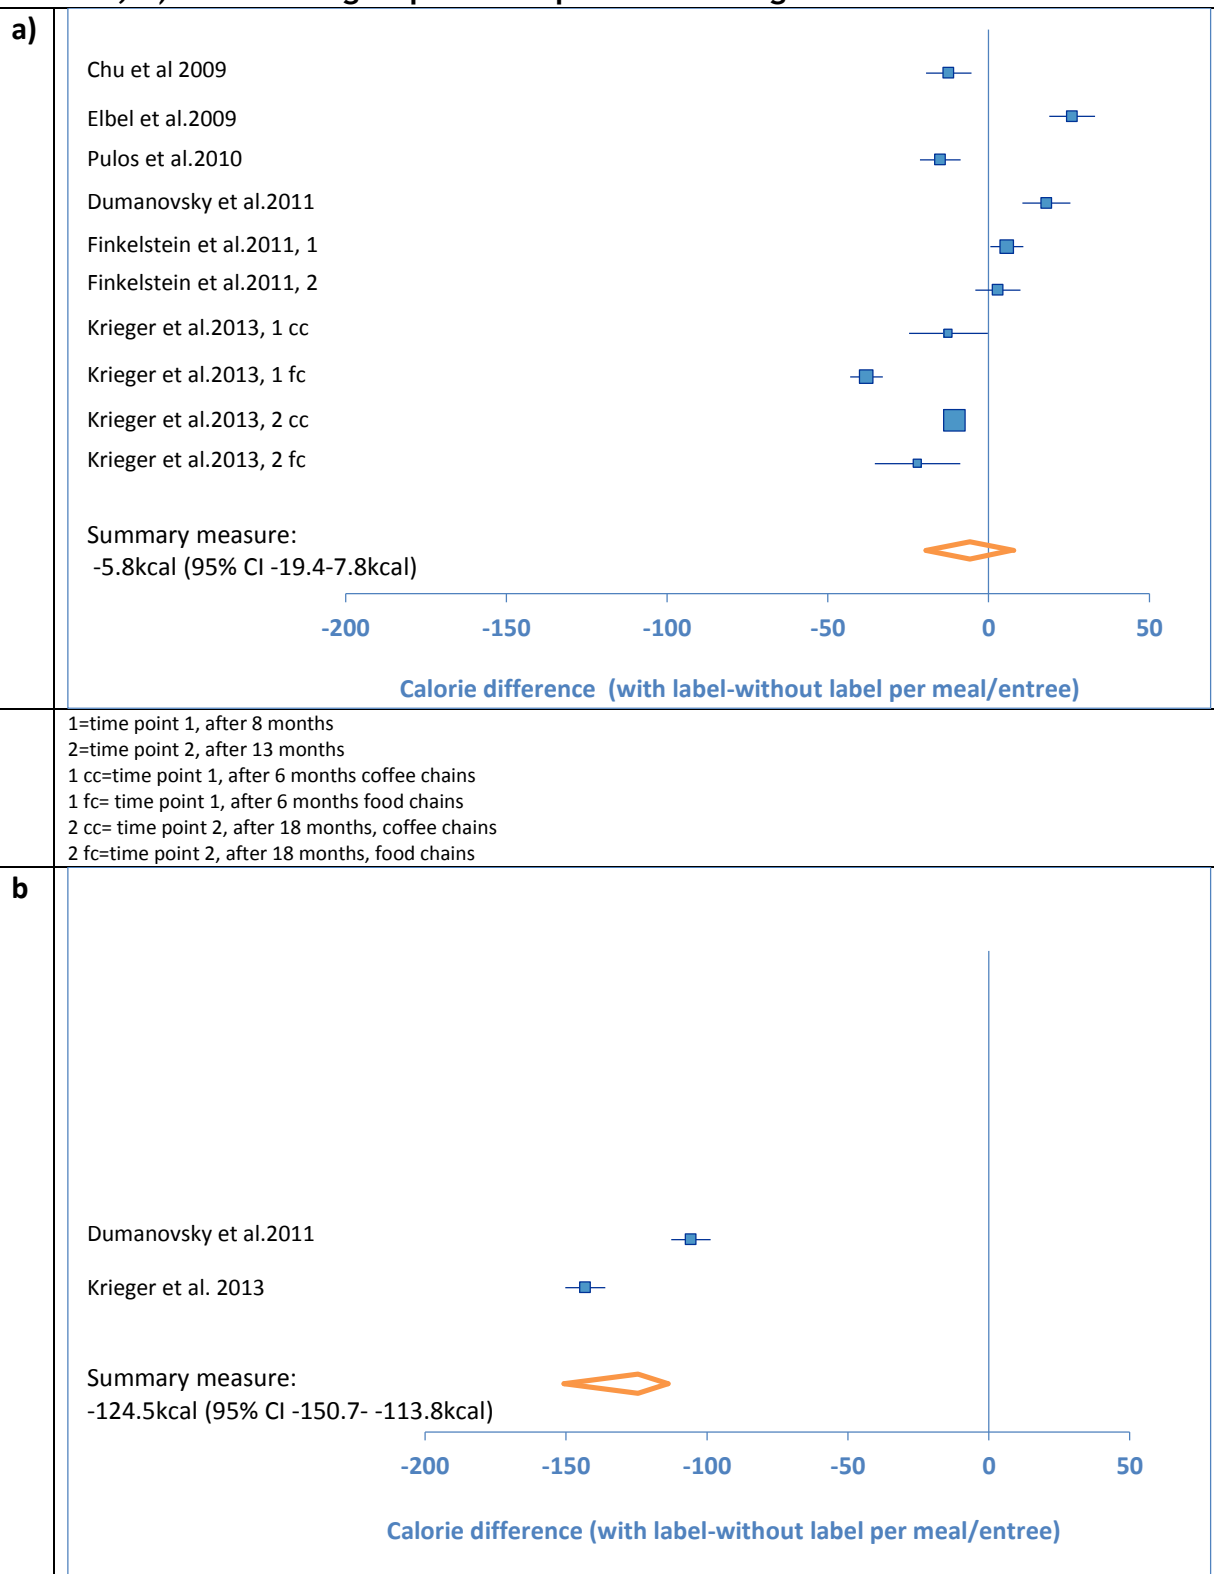 a)
Chu et al 2009
Elbel et al.2009
Pulos et al.2010
Dumanovsky et al.2011
Finkelstein et al.2011, 1
Finkelstein et al.2011, 2
Krieger et al.2013, 1 cc
Krieger et al.2013, 1 fc
Krieger et al.2013, 2 cc
Krieger et al.2013, 2 fc
Summary measure:
-5.8kcal (95% CI -19.4-7.8kcal)
-200 -150 -100 -50 0 50
Calorie difference (with label-without label per meal/entree)
1=time point 1, after 8 months
2=time point 2, after 13 months
1 cc=time point 1, after 6 months coffee chains
1 fc= time point 1, after 6 months food chains
2 cc= time point 2, after 18 months, coffee chains
2 fc=time point 2, after 18 months, food chains
b
Dumanovsky et al.2011
Krieger et al. 2013
Summary measure:
-124.5kcal (95% CI -150.7- -113.8kcal)
-200 -150 -100 -50 0 50
Calorie difference (with label-without label per meal/entree)